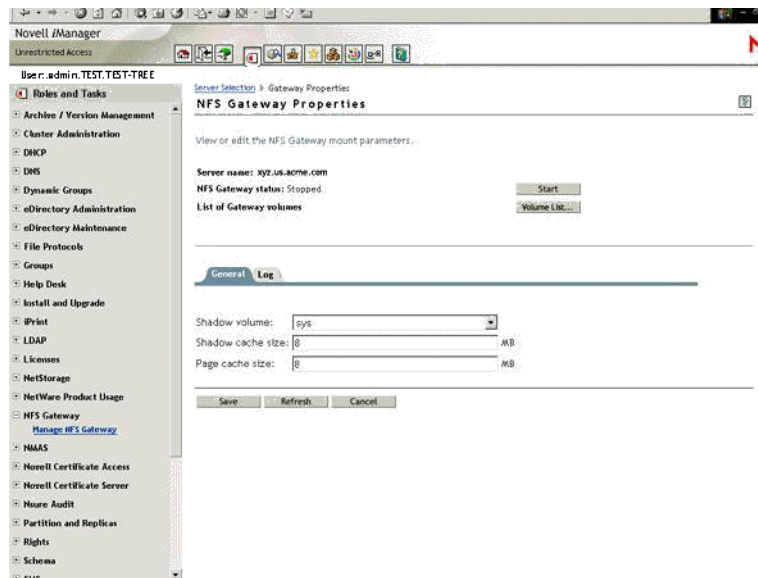 Novell iManager
Unrestricted Access
User: .admin.TEST.TEST-TREE
Roles and Tasks
Archive / Version Management
Cluster Administration
DHCP
DNS
Dynamic Groups
eDirectory Administration
eDirectory Maintenance
File Protocols
Groups
Help Desk
Install and Upgrade
iPrint
LDAP
Licenses
NetStorage
NetWare Product Usage
NFS Gateway
Manage NFS Gateway
NMAS
Novell Certificate Access
Novell Certificate Server
Nsure Audit
Partition and Replicas
Rights
Schema
Server Selection Gateway Properties
NFS Gateway Properties
View or edit the NFS Gateway mount parameters.
Server name: xyz.us.acme.com
NFS Gateway status: Stopped
Start
List of Gateway volumes
Volume List...
General Log
Shadow volume: sys
Shadow cache size: 8 MB
Page cache size: 8 MB
Save Refresh Cancel